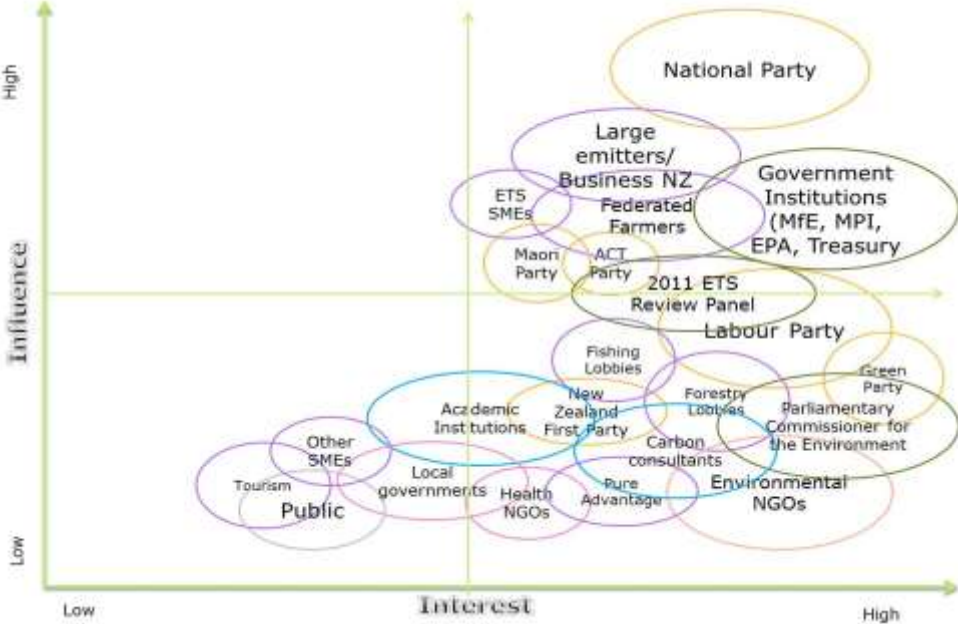 High
National Party
Large
emitters/
Business NZ
Government
Institutions
(MfE, MPI,
EPA, Treasury
ETS
SMEs
Federated
Farmers
Maori
Party
ACT
Party
2011 ETS
Review Panel
Labour Party
Influence
Fishing
Lobbies
Green
Party
New
Zealand
First Party
Forestry
Lobbies
Academic
Institutions
Parliamentary
Commissioner for
the Environment
Other
SMEs
Carbon
consultants
Local
governments
Tourism
Public
Health
NGOs
Pure
Advantage
Environmental
NGOs
Low
Low
Interest
High